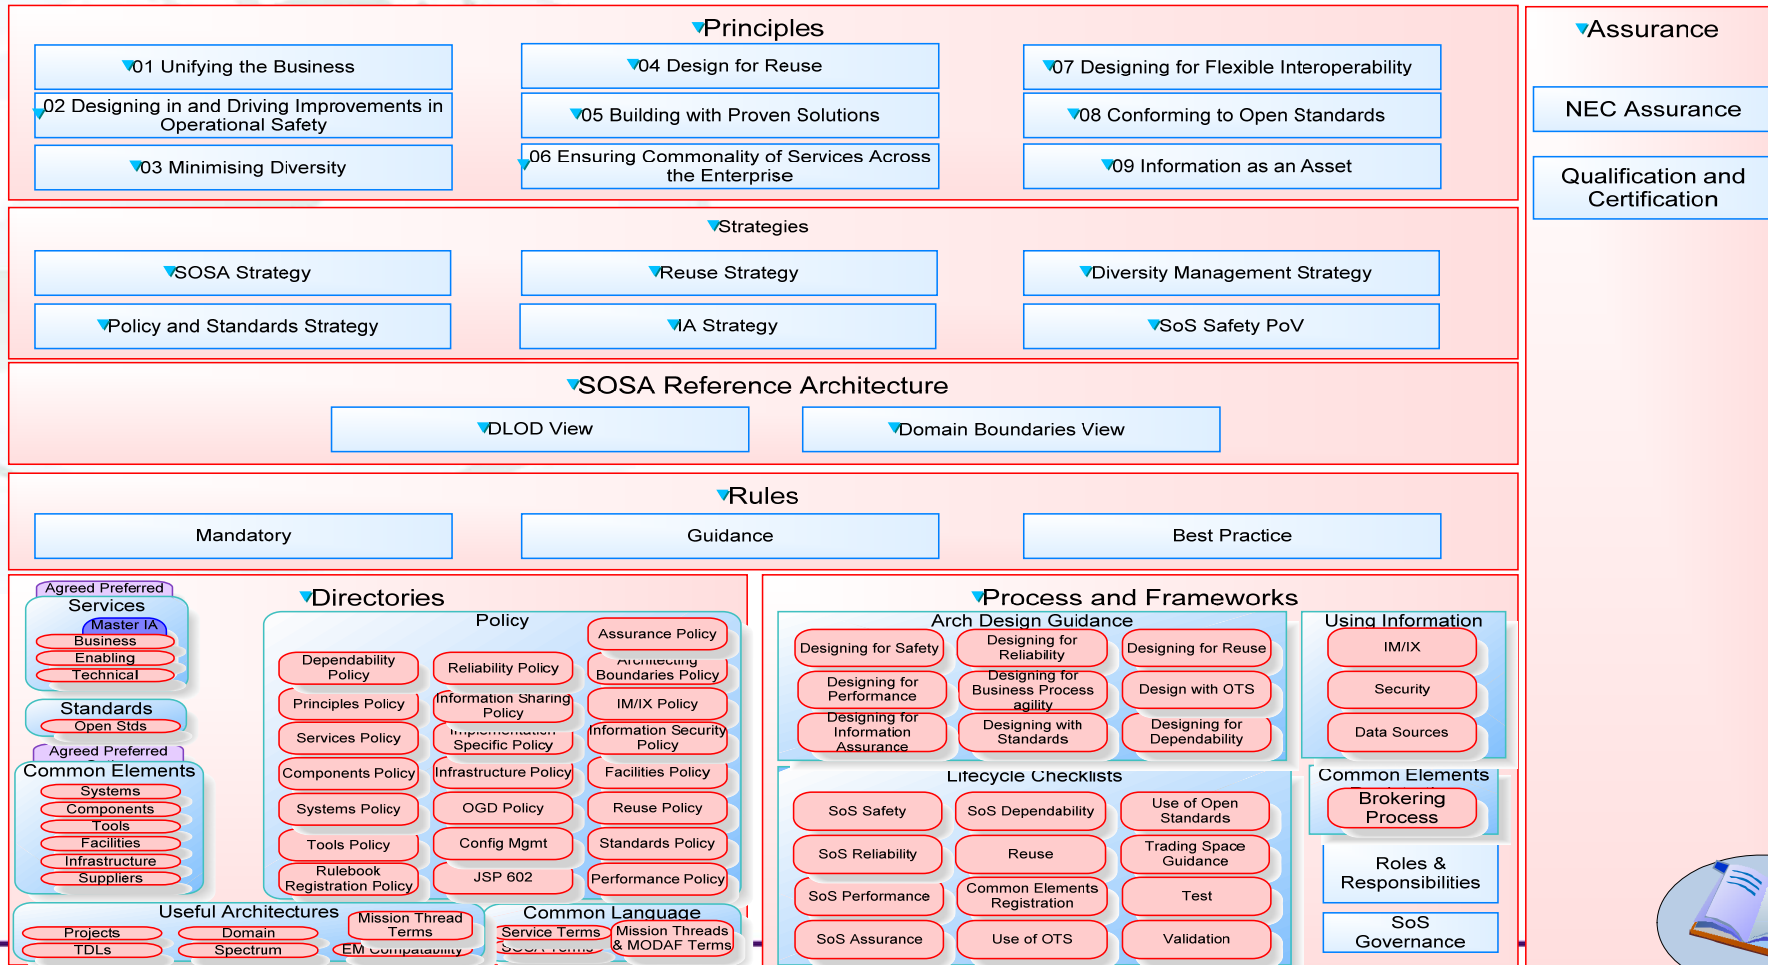 Principles
01 Unifying the Business
04 Design for Reuse
07 Designing for Flexible Interoperability
02 Designing in and Driving Improvements in
Operational Safety
05 Building with Proven Solutions
08 Conforming to Open Standards
03 Minimising Diversity
06 Ensuring Commonality of Services Across
the Enterprise
09 Information as an Asset
Assurance
NEC Assurance
Qualification and
Certification
Strategies
SOSA Strategy
Reuse Strategy
Diversity Management Strategy
Policy and Standards Strategy
IA Strategy
SoS Safety PoV
SOSA Reference Architecture
DLOD View
Domain Boundaries View
Rules
Mandatory
Guidance
Best Practice
Directories
Agreed Preferred
Services
Master IA
Business
Enabling
Technical
Standards
Open Stds
Agreed Preferred
Common Elements
Systems
Components
Tools
Facilities
Infrastructure
Suppliers
Policy
Assurance Policy
Dependability
Policy
Reliability Policy
Architecting
Boundaries Policy
Principles Policy
Information Sharing
Policy
IM/IX Policy
Services Policy
Implementation
Specific Policy
Information Security
Policy
Components Policy
Infrastructure Policy
Facilities Policy
Systems Policy
OGD Policy
Reuse Policy
Tools Policy
Config Mgmt
Standards Policy
Rulebook
Registration Policy
JSP 602
Performance Policy
Useful Architectures
Projects
Domain
Mission Thread
Terms
TDLs
Spectrum
EM Compatability
Common Language
Service Terms
SOSA Terms
Mission Threads
& MODAF Terms
Process and Frameworks
Arch Design Guidance
Designing for Safety
Designing for
Reliability
Designing for Reuse
Designing for
Performance
Designing for
Business Process
agility
Design with OTS
Designing for
Information
Assurance
Designing with
Standards
Designing for
Dependability
Using Information
IM/IX
Security
Data Sources
Lifecycle Checklists
SoS Safety
SoS Dependability
Use of Open
Standards
SoS Reliability
Reuse
Trading Space
Guidance
SoS Performance
Common Elements
Registration
Test
SoS Assurance
Use of OTS
Validation
Common Elements
Brokering
Process
Roles &
Responsibilities
SoS
Governance